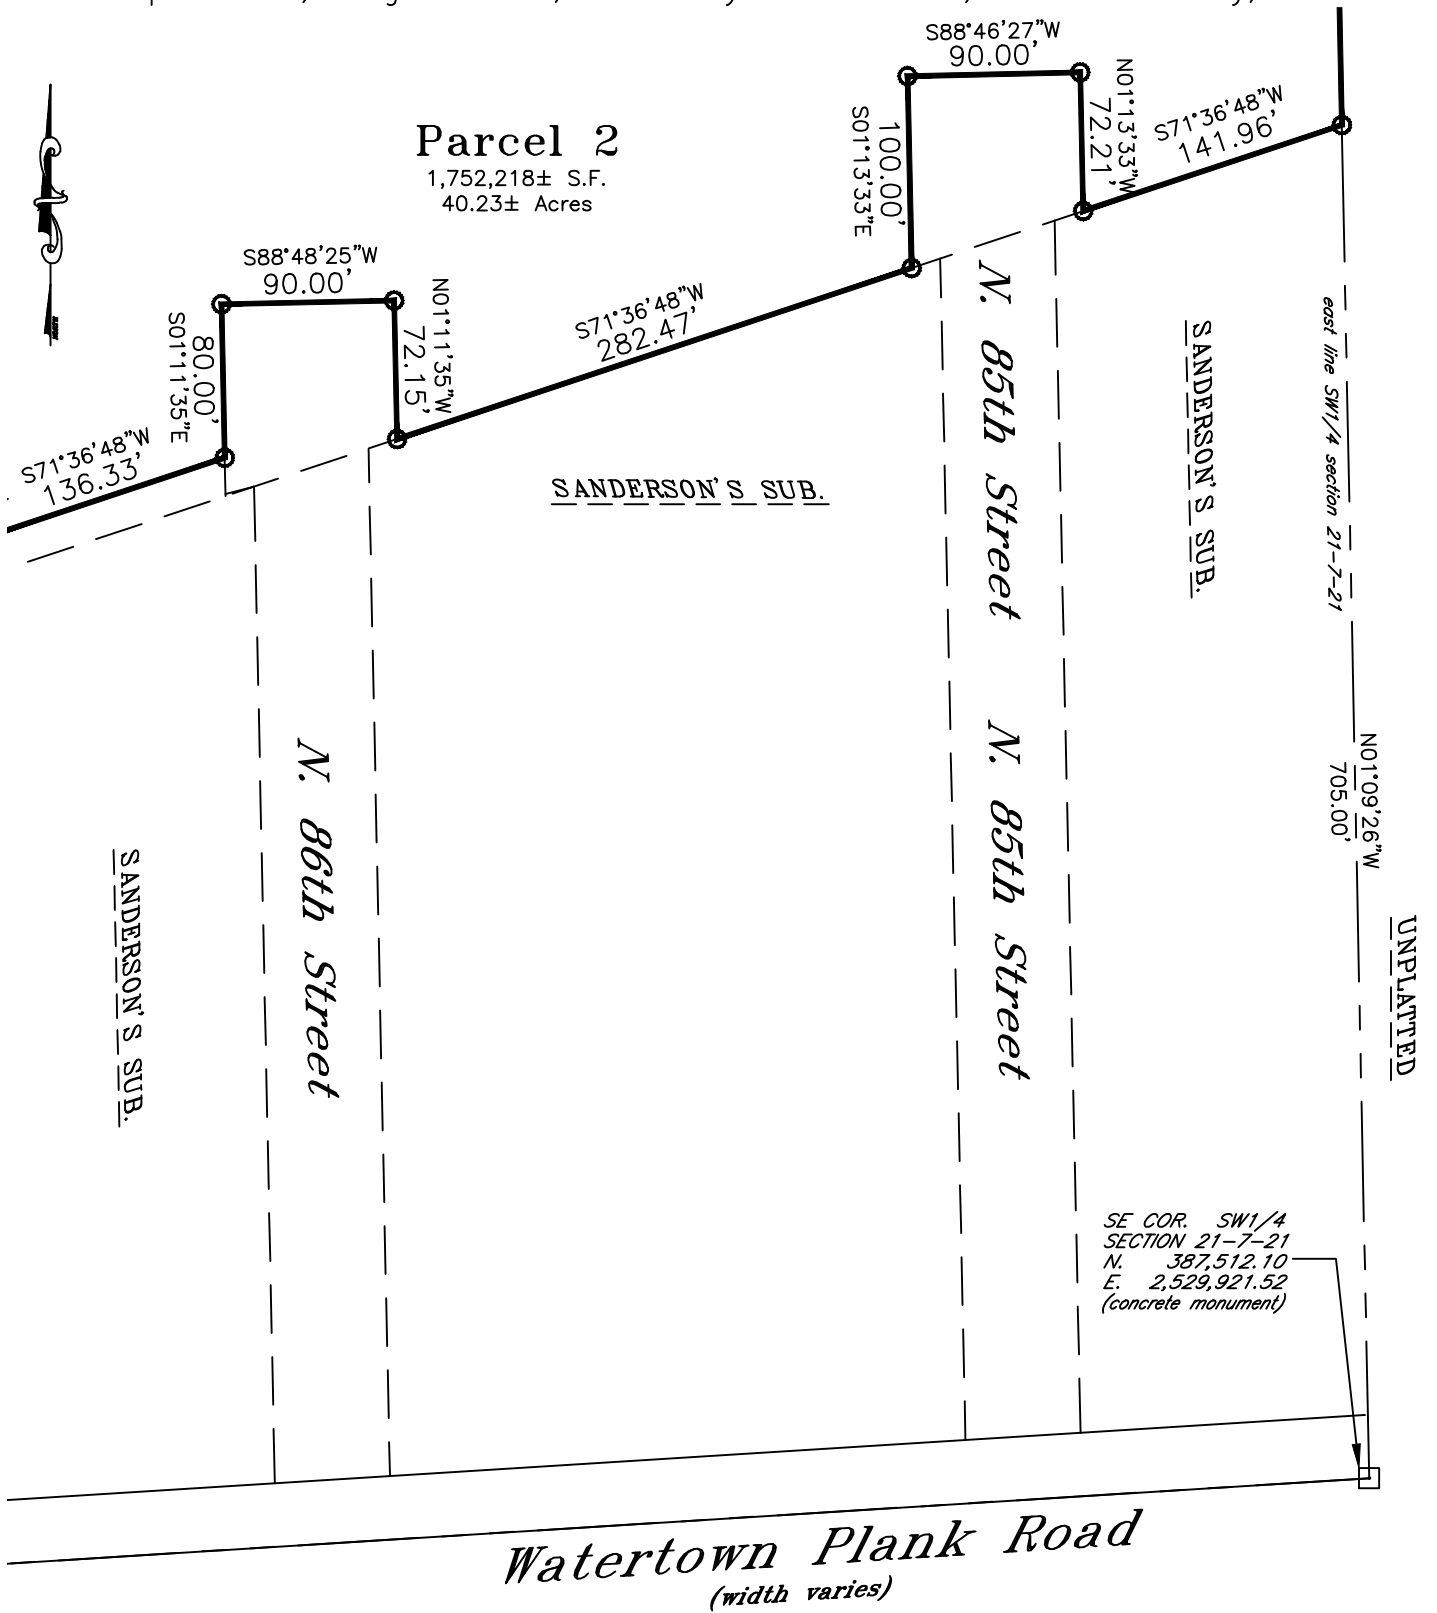 S88°46'27"W
90.00'
N01°13'33"W
72.21'
S71°36'48"W
141.96'
100.00'
S01°13'33"E
Parcel 2
1,752,218± S.F.
40.23± Acres
S88°48'25"W
90.00'
N01°11'35"W
72.15'
80.00'
S01°11'35"E
S71°36'48"W
282.47'
S71°36'48"W
136.33'
SANDERSON'S SUB.
N. 85th Street
SANDERSON'S SUB.
east line SW1/4 section 21-7-21
N01°09'26"W
705.00'
N. 86th Street
N. 85th Street
SANDERSON'S SUB.
UNPLATTED
SE COR. SW1/4
SECTION 21-7-21
N. 387,512.10
E. 2,529,921.52
(concrete monument)
Watertown Plank Road
(width varies)